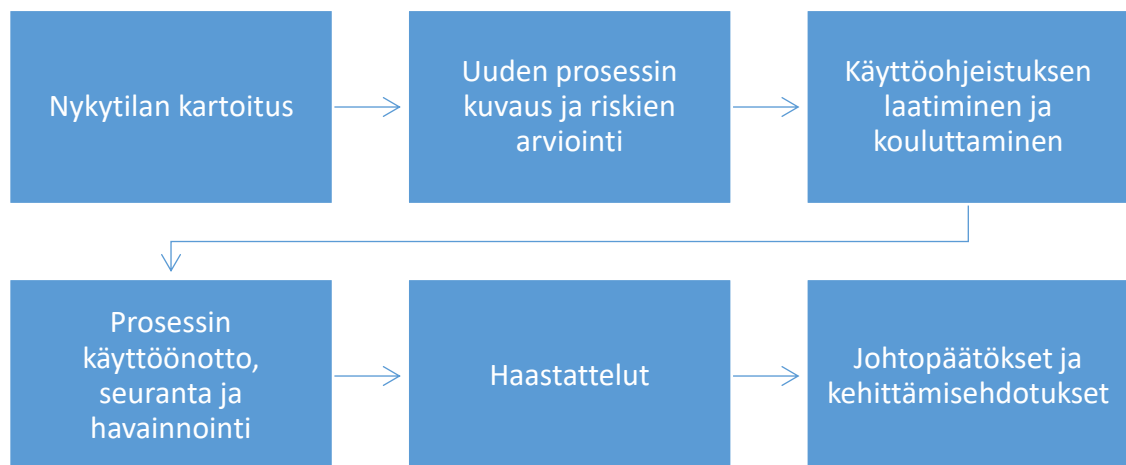 Nykytilan kartoitus
Uuden prosessin
kuvaus ja riskien
arviointi
Käyttöohjeistuksen
laatiminen ja
kouluttaminen
Prosessin
käyttöönotto,
seuranta ja
havainnointi
Haastattelut
Johtopäätökset ja
kehittämisehdotukset